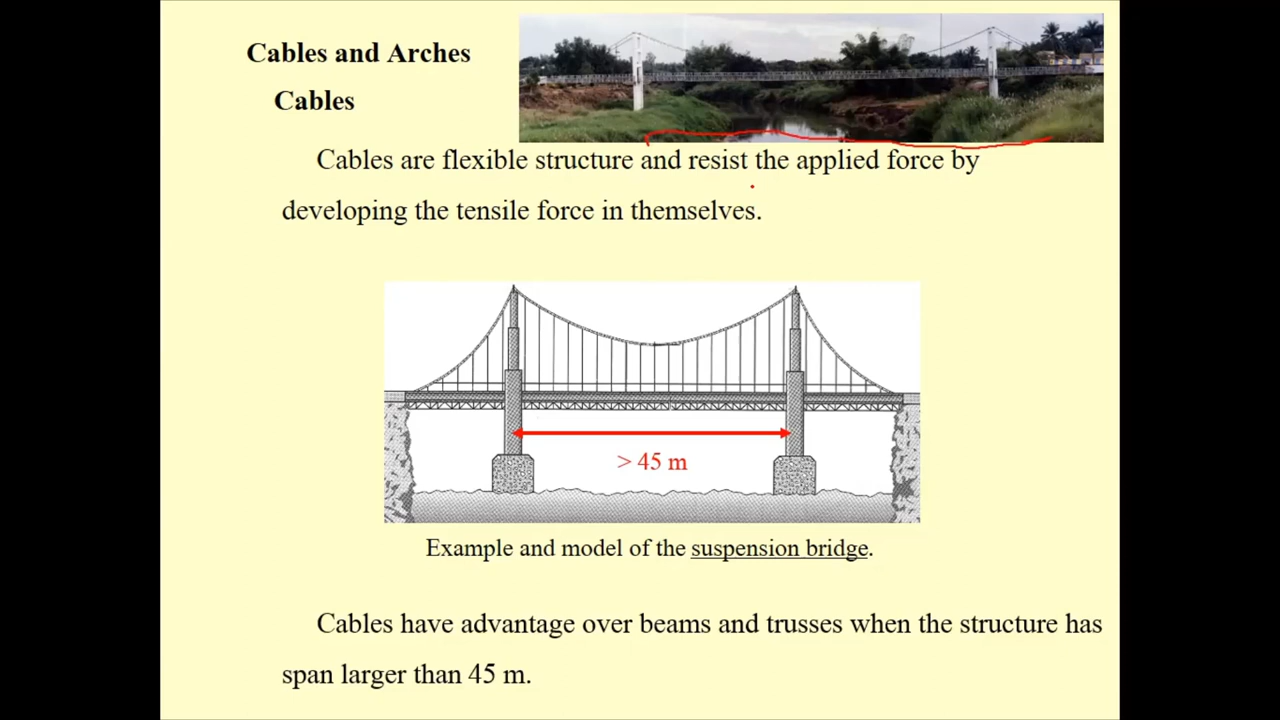 Cables and Arches
Cables
Cables are flexible structure and resist the applied force by
developing the tensile force in themselves.
> 45 m
Example and model of the suspension bridge.
Cables have advantage over beams and trusses when the structure has
span larger than 45 m.